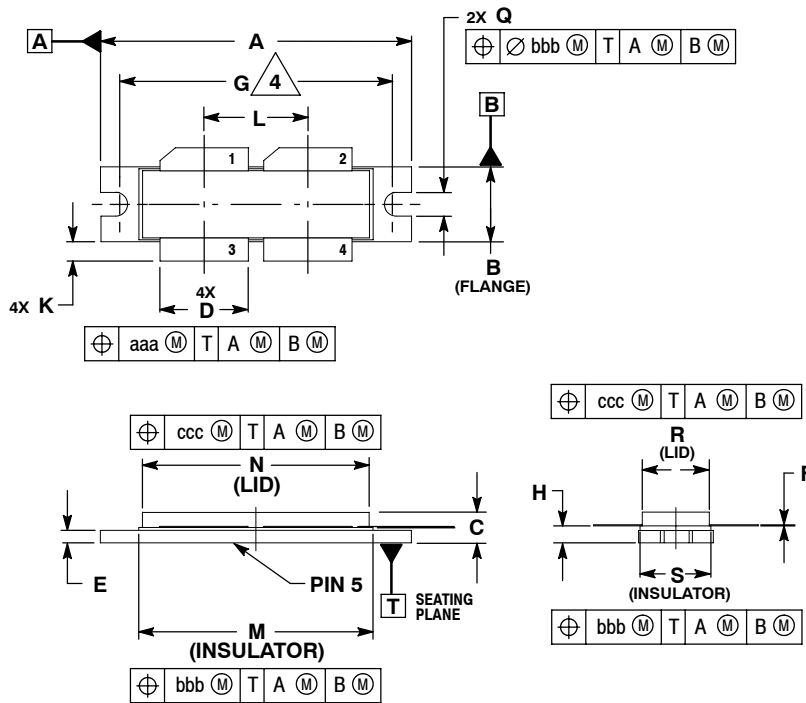 2X Q
A
A
⌖ ∅ bbb Ⓜ T A Ⓜ B Ⓜ
G 4
L
B
1 2
3 4
B
(FLANGE)
4X K
4X
D
⌖ aaa Ⓜ T A Ⓜ B Ⓜ
⌖ ccc Ⓜ T A Ⓜ B Ⓜ
N
(LID)
C
E
PIN 5
T
SEATING
PLANE
M
(INSULATOR)
⌖ bbb Ⓜ T A Ⓜ B Ⓜ
⌖ ccc Ⓜ T A Ⓜ B Ⓜ
R
(LID)
H
S
(INSULATOR)
⌖ bbb Ⓜ T A Ⓜ B Ⓜ